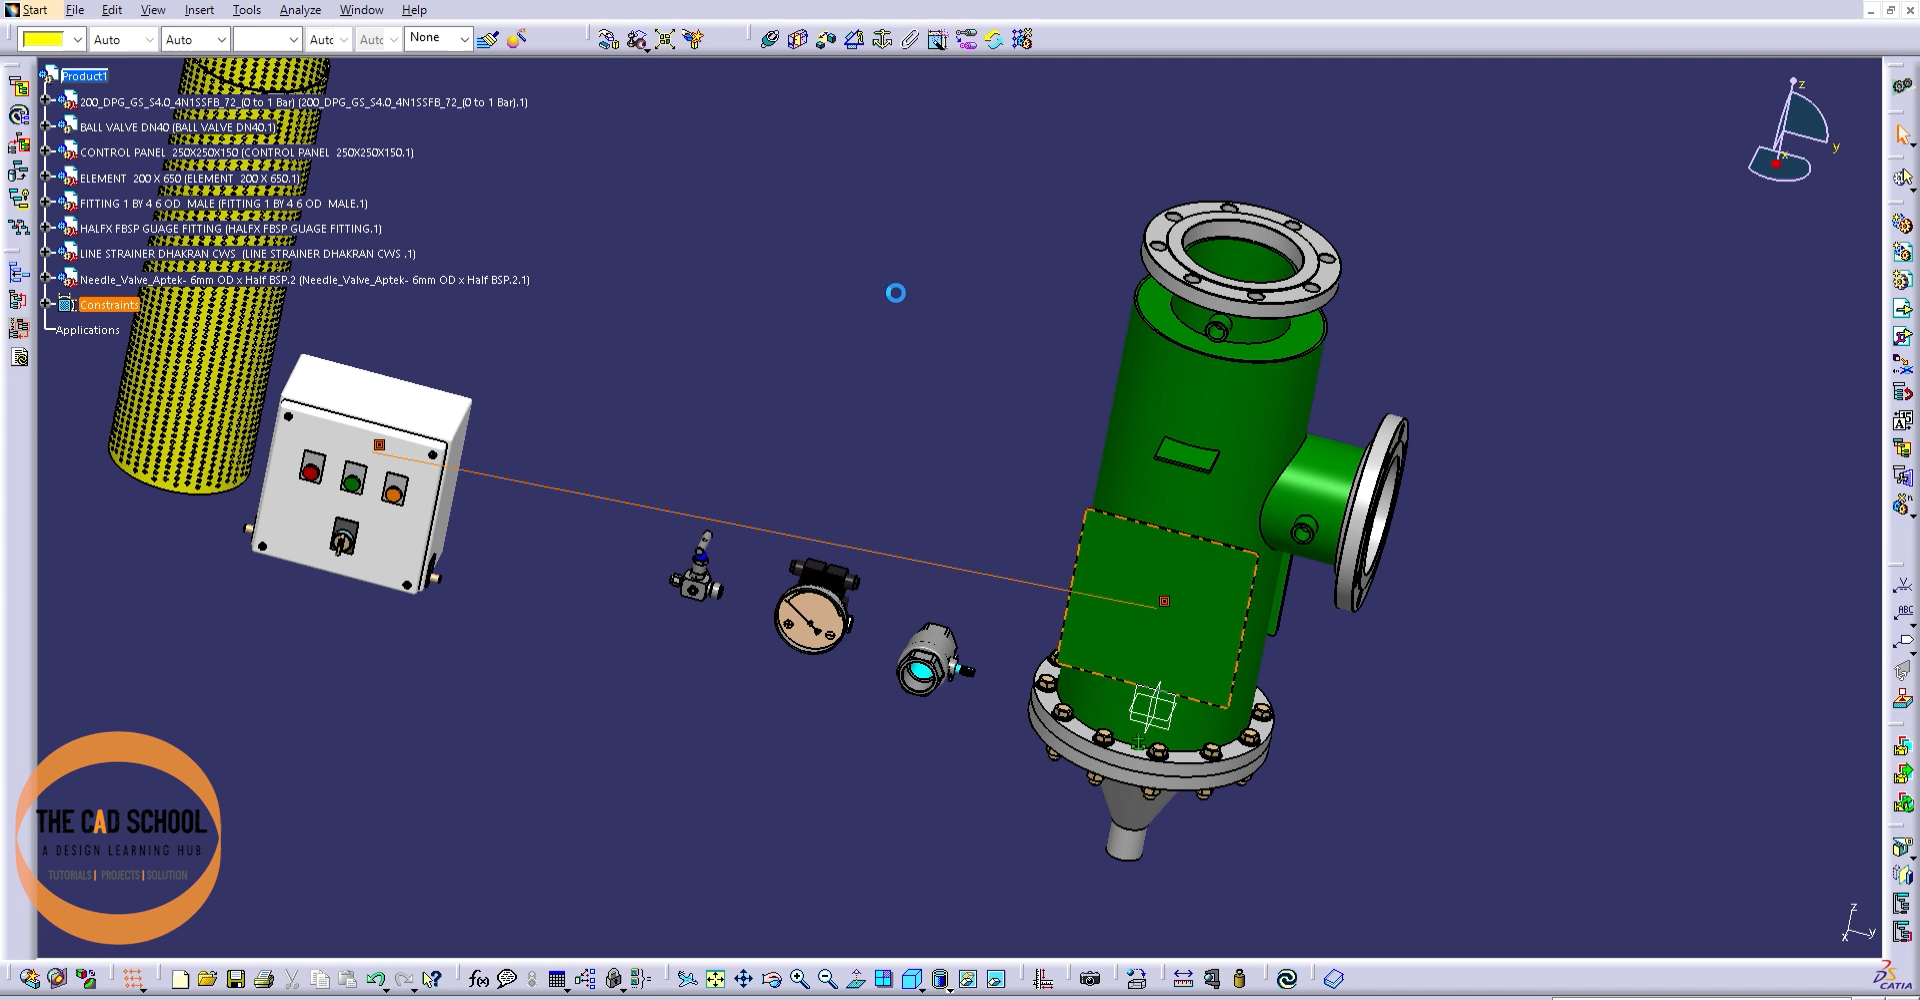 Start File Edit View Insert Tools Analyze Window Help
Auto Auto Auto Auto None
Product1
200_DPG_GS_S4.0_4N1SSFB_72_(0 to 1 Bar) (200_DPG_GS_S4.0_4N1SSFB_72_(0 to 1 Bar).1)
BALL VALVE DN40 (BALL VALVE DN40.1)
CONTROL PANEL  250X250X150 (CONTROL PANEL  250X250X150.1)
ELEMENT  200 X 650 (ELEMENT  200 X 650.1)
FITTING 1 BY 4 6 OD  MALE (FITTING 1 BY 4 6 OD  MALE.1)
HALFX FBSP GUAGE FITTING (HALFX FBSP GUAGE FITTING.1)
LINE STRAINER DHAKRAN CWS  (LINE STRAINER DHAKRAN CWS .1)
Needle_Valve_Aptek- 6mm OD x Half BSP.2 (Needle_Valve_Aptek- 6mm OD x Half BSP.2.1)
Constraints
Applications
z
y
x
THE CAD SCHOOL
A DESIGN LEARNING HUB
TUTORIALS | PROJECTS | SOLUTION
ABC
z
x y
f(x)
CATIA